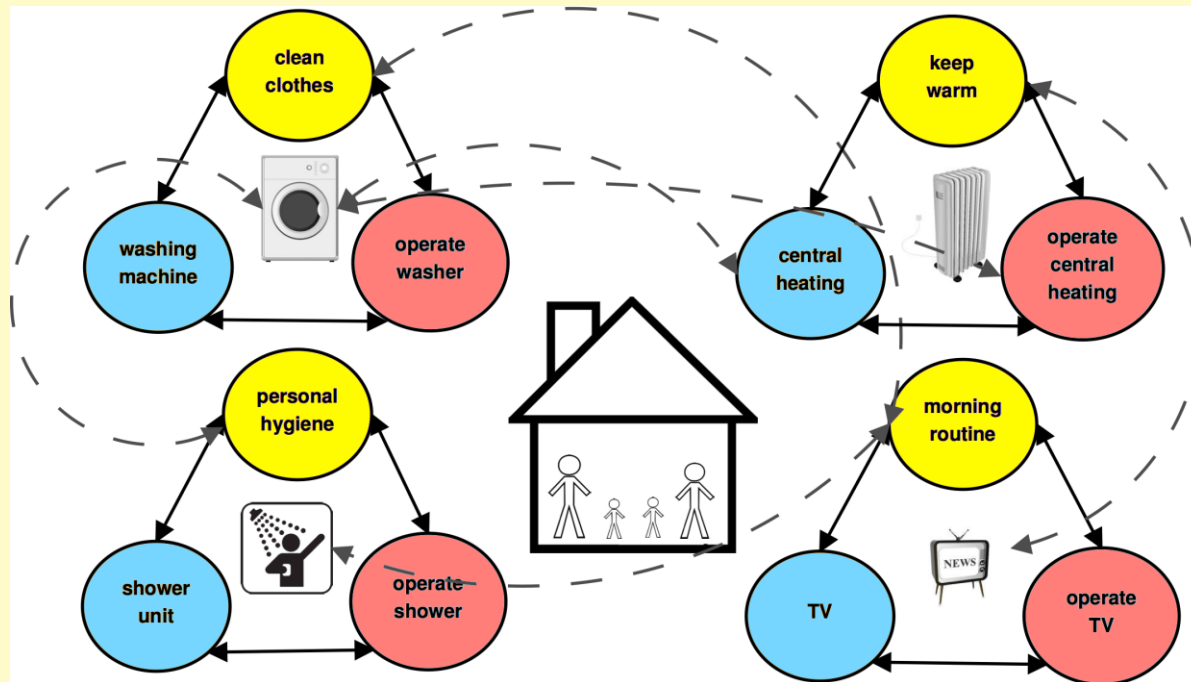 clean
clothes
washing
machine
operate
washer
keep
warm
central
heating
operate
central
heating
personal
hygiene
shower
unit
operate
shower
morning
routine
TV
NEWS
operate
TV